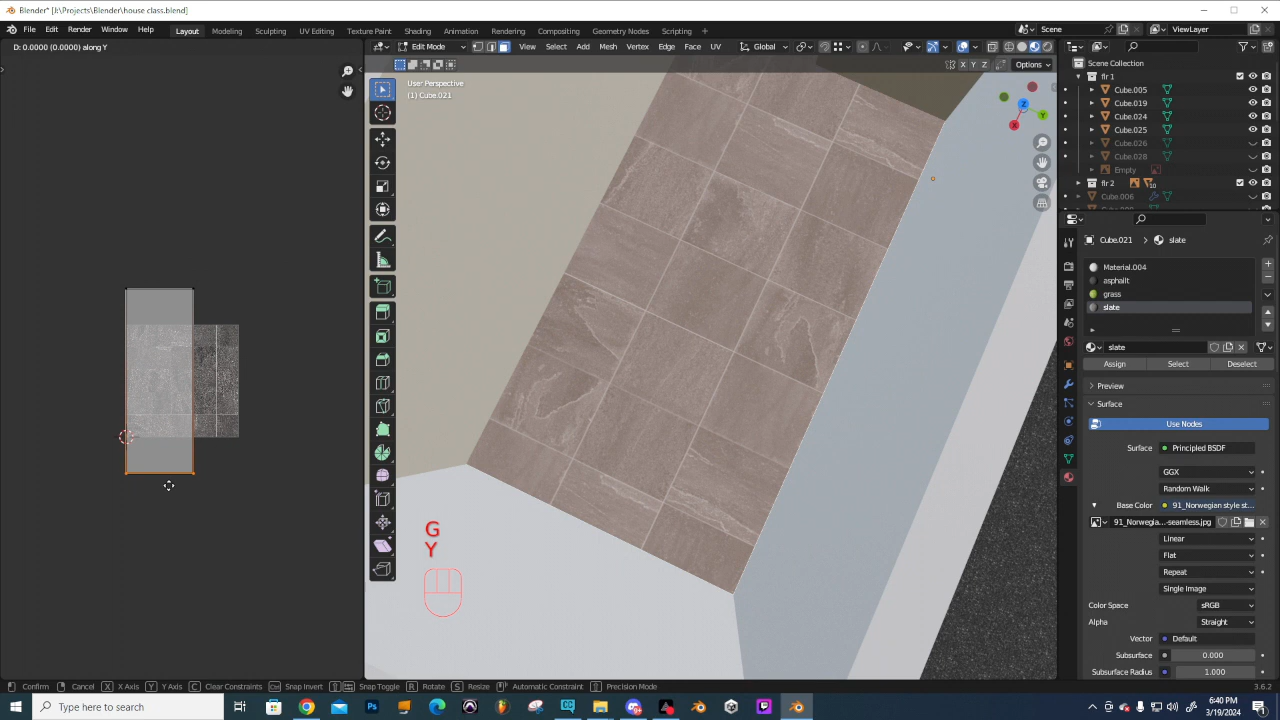 Blender* [J:\Projects\Blender\house class.blend]
File Edit Render Window Help Layout Modeling Sculpting UV Editing Texture Paint Shading Animation Rendering Compositing Geometry Nodes Scripting + Scene ViewLayer
D: 0.0000 (0.0000) along Y
Edit Mode View Select Add Mesh Vertex Edge Face UV Global
X Y Z Options
User Perspective
(1) Cube.021
Scene Collection
flr 1
Cube.005
Cube.019
Cube.024
Cube.025
Cube.026
Cube.028
Empty
flr 2 10
Cube.006
Z
Y
X
Cube.021 > slate
Material.004
asphallt
grass
slate
slate
Assign Select Deselect
Preview
Surface
Use Nodes
Surface Principled BSDF
GGX
Random Walk
Base Color 91_Norwegian style st...
91_Norwegia...-seamless.jpg
Linear
Flat
Repeat
Single Image
Color Space sRGB
Alpha Straight
Vector Default
Subsurface 0.000
Subsurface Radius 1.000
G
Y
Confirm Cancel X X Axis Y Y Axis C Clear Constraints Ctrl Snap Invert Snap Toggle R Rotate S Resize Automatic Constraint Precision Mode 3.6.2
Type here to search
6:40 PM
3/19/2024